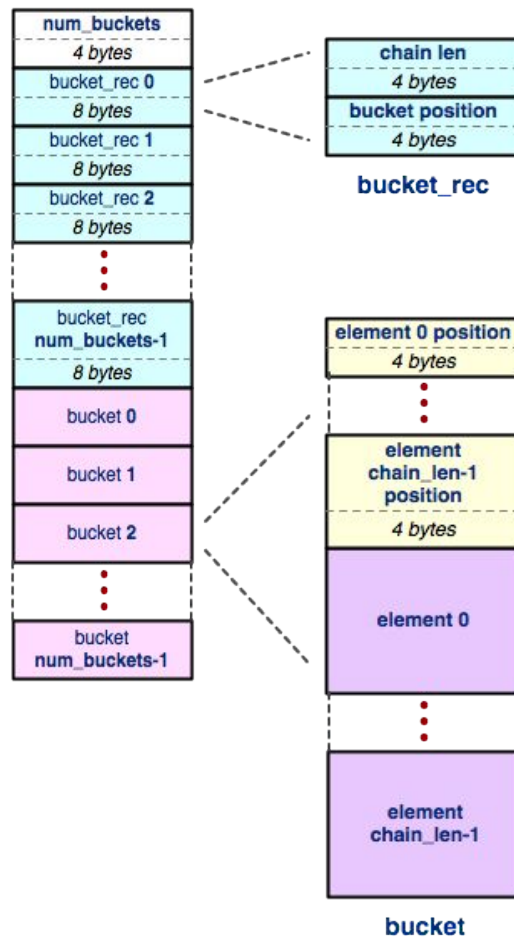 num_buckets
4 bytes
bucket_rec 0
8 bytes
bucket_rec 1
8 bytes
bucket_rec 2
8 bytes
bucket_rec
num_buckets-1
8 bytes
bucket 0
bucket 1
bucket 2
bucket
num_buckets-1
chain len
4 bytes
bucket position
4 bytes
bucket_rec
element 0 position
4 bytes
element
chain_len-1
position
4 bytes
element 0
element
chain_len-1
bucket